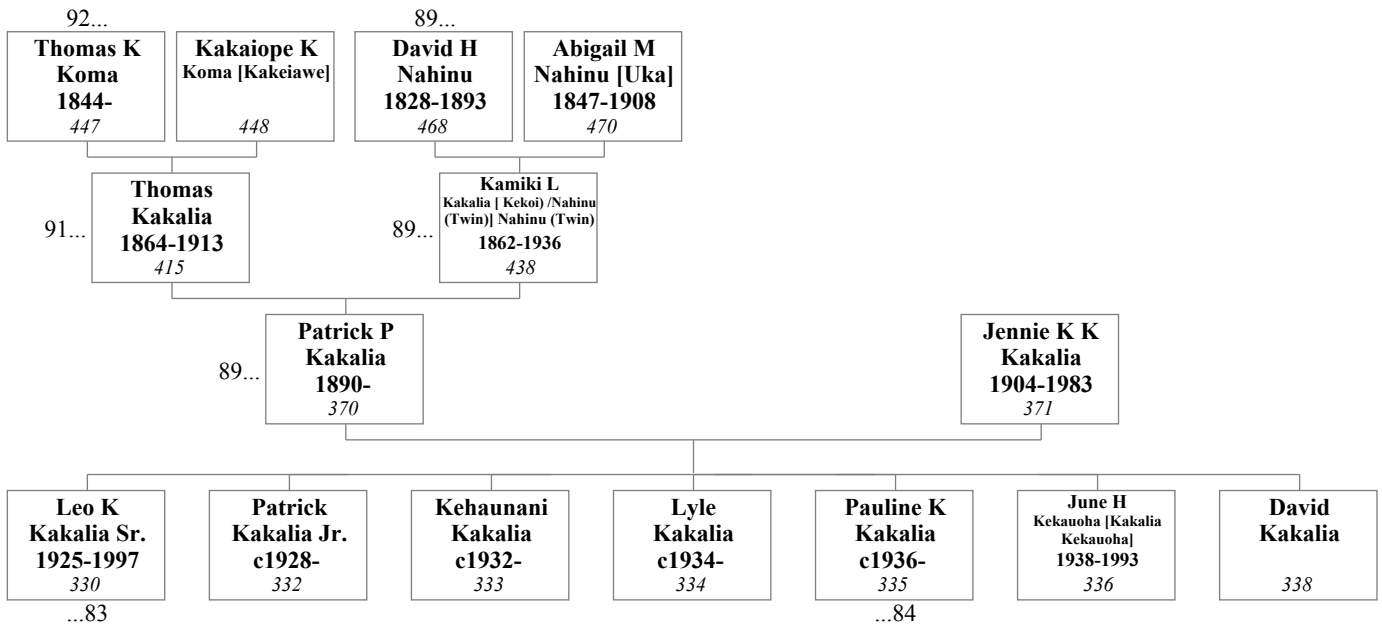 92...
89...
Thomas K
Koma
1844-
447
Kakaiope K
Koma [Kakeiawe]
448
David H
Nahinu
1828-1893
468
Abigail M
Nahinu [Uka]
1847-1908
470
91...
Thomas
Kakalia
1864-1913
415
89...
Kamiki L
Kakalia [ Kekoi) /Nahinu
(Twin)] Nahinu (Twin)
1862-1936
438
89...
Patrick P
Kakalia
1890-
370
Jennie K K
Kakalia
1904-1983
371
Leo K
Kakalia Sr.
1925-1997
330
...83
Patrick
Kakalia Jr.
c1928-
332
Kehaunani
Kakalia
c1932-
333
Lyle
Kakalia
c1934-
334
Pauline K
Kakalia
c1936-
335
...84
June H
Kekauoha [Kakalia
Kekauoha]
1938-1993
336
David
Kakalia
338